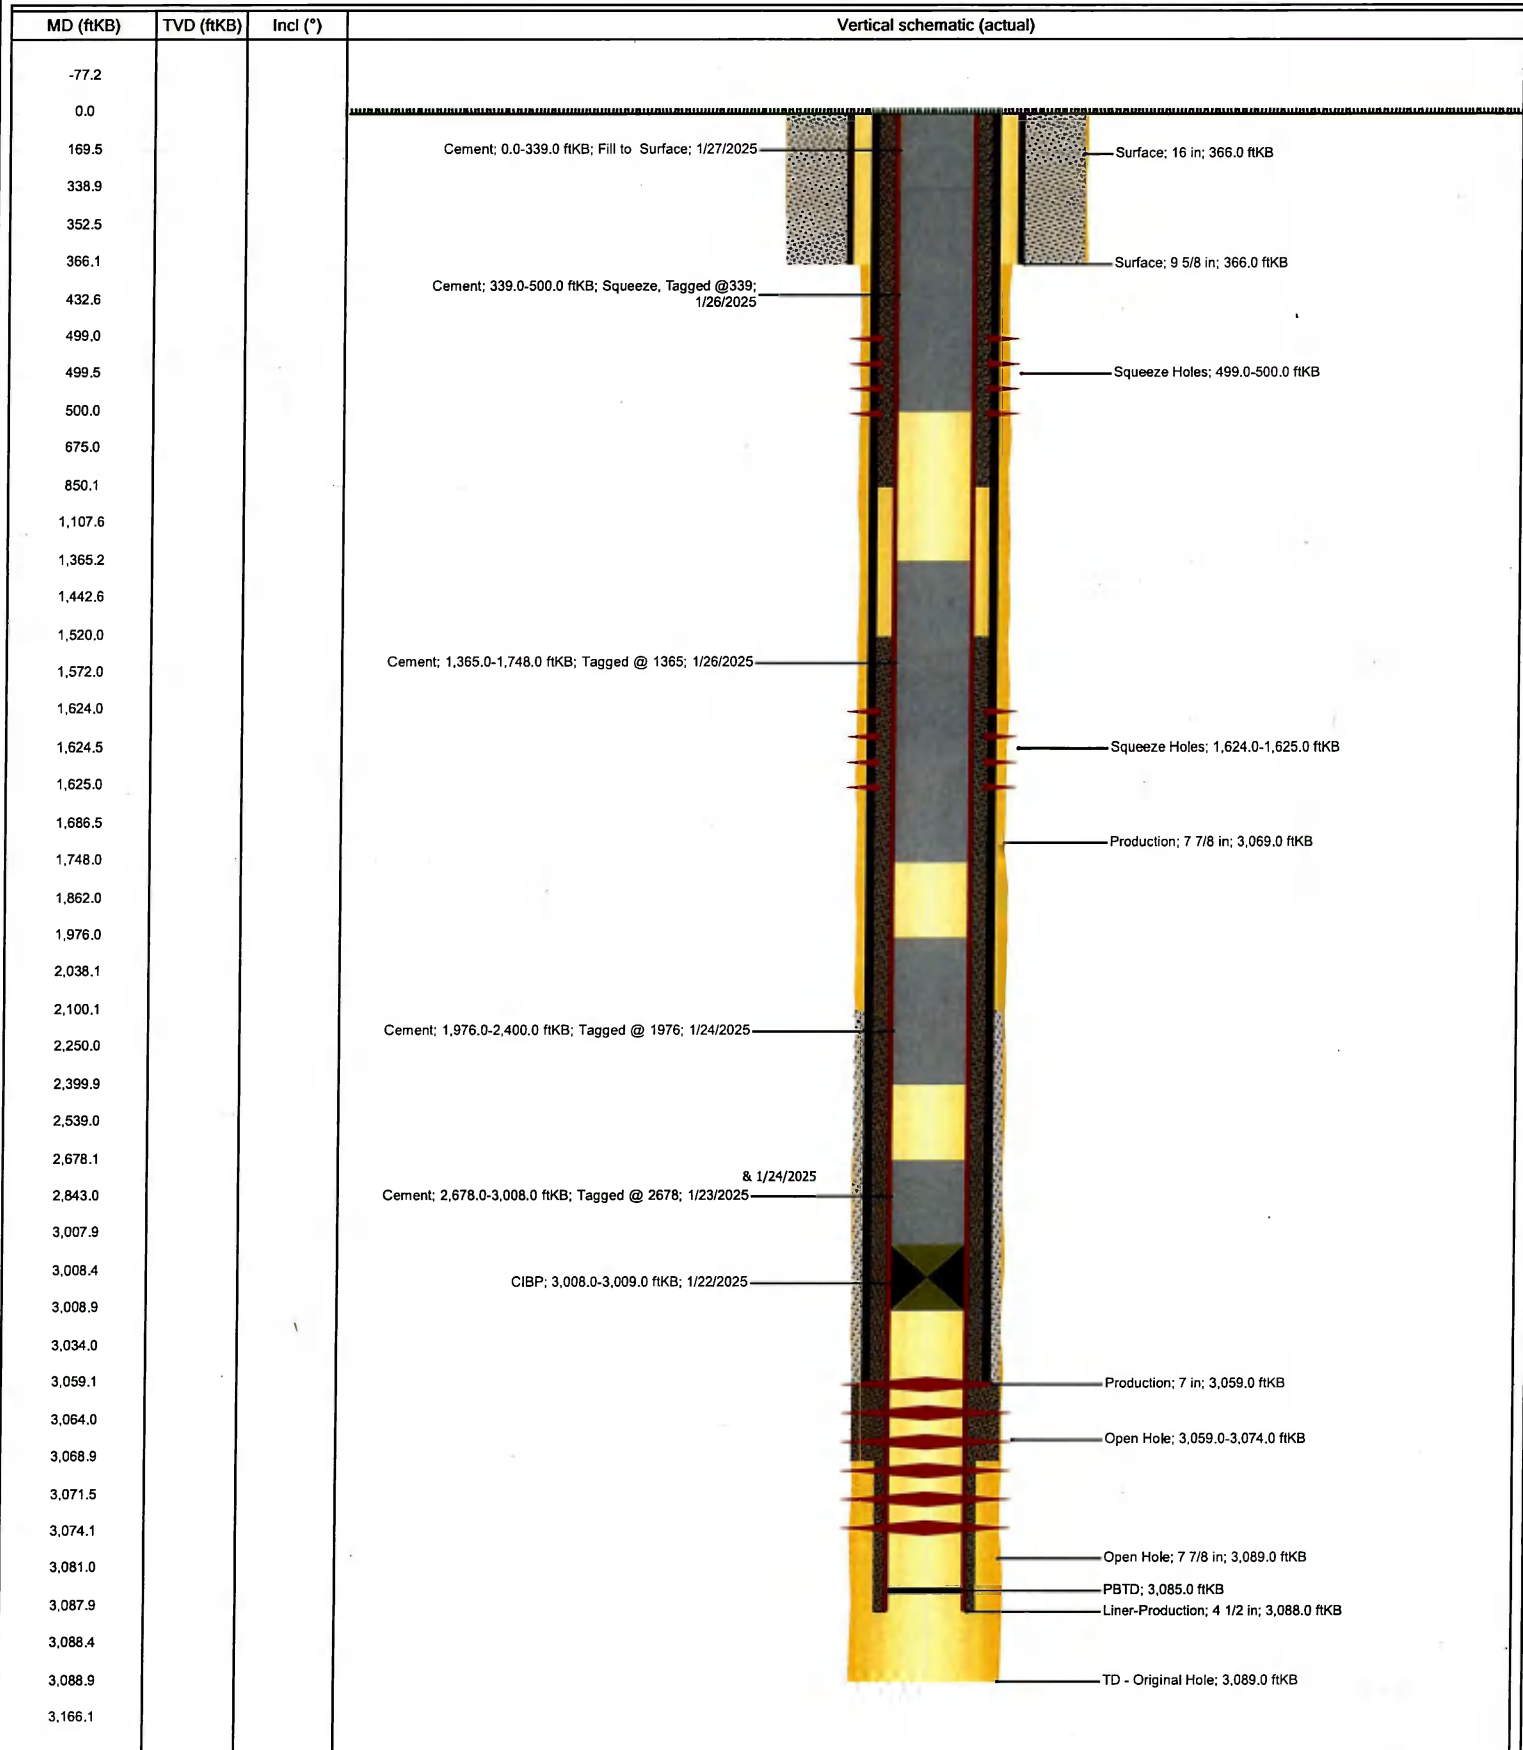 MD (ftKB) TVD (ftKB) Incl (°) Vertical schematic (actual)
-77.2
0.0
169.5
338.9
352.5
366.1
432.6
499.0
499.5
500.0
675.0
850.1
1,107.6
1,365.2
1,442.6
1,520.0
1,572.0
1,624.0
1,624.5
1,625.0
1,686.5
1,748.0
1,862.0
1,976.0
2,038.1
2,100.1
2,250.0
2,399.9
2,539.0
2,678.1
2,843.0
3,007.9
3,008.4
3,008.9
3,034.0
3,059.1
3,064.0
3,068.9
3,071.5
3,074.1
3,081.0
3,087.9
3,088.4
3,088.9
3,166.1
Cement; 0.0-339.0 ftKB; Fill to Surface; 1/27/2025
Cement; 339.0-500.0 ftKB; Squeeze, Tagged @339;
1/26/2025
Cement; 1,365.0-1,748.0 ftKB; Tagged @ 1365; 1/26/2025
Cement; 1,976.0-2,400.0 ftKB; Tagged @ 1976; 1/24/2025
& 1/24/2025
Cement; 2,678.0-3,008.0 ftKB; Tagged @ 2678; 1/23/2025
CIBP; 3,008.0-3,009.0 ftKB; 1/22/2025
Surface; 16 in; 366.0 ftKB
Surface; 9 5/8 in; 366.0 ftKB
Squeeze Holes; 499.0-500.0 ftKB
Squeeze Holes; 1,624.0-1,625.0 ftKB
Production; 7 7/8 in; 3,069.0 ftKB
Production; 7 in; 3,059.0 ftKB
Open Hole; 3,059.0-3,074.0 ftKB
Open Hole; 7 7/8 in; 3,089.0 ftKB
PBTD; 3,085.0 ftKB
Liner-Production; 4 1/2 in; 3,088.0 ftKB
TD - Original Hole; 3,089.0 ftKB